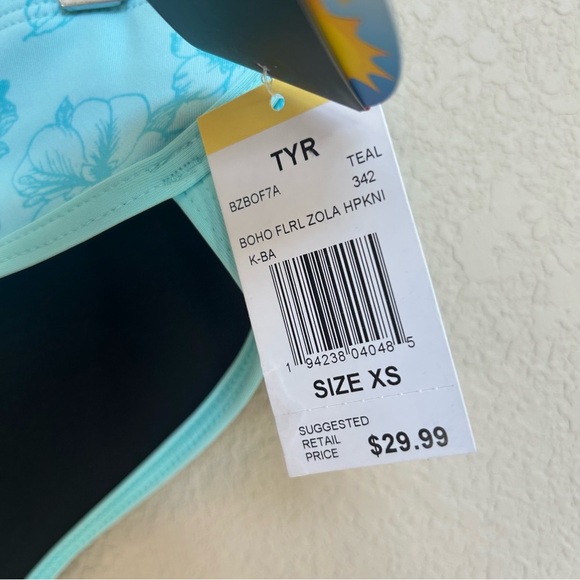 TYR
TEAL
BZBOF7A
342
BOHO FLRL ZOLA HPKNI
K-BA
1 94238 04048 5
SIZE XS
SUGGESTED
RETAIL
PRICE
$29.99